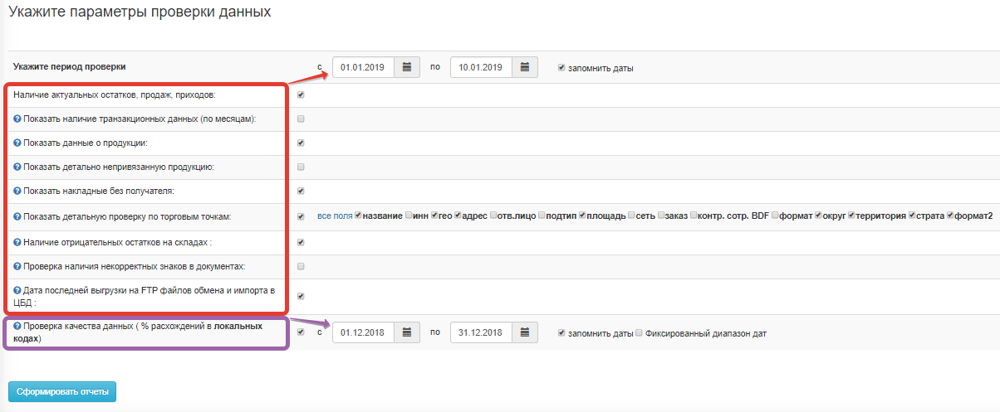 Укажите параметры проверки данных
Укажите период проверки с 01.01.2019 по 10.01.2019 запомнить даты
Наличие актуальных остатков, продаж, приходов:
Показать наличие транзакционных данных (по месяцам):
Показать данные о продукции:
Показать детально непривязанную продукцию:
Показать накладные без получателя:
Показать детальную проверку по торговым точкам: все поля название инн гео адрес отв.лицо подтип площадь сеть заказ контр. сотр. BDF формат округ территория страта формат2
Наличие отрицательных остатков на складах :
Проверка наличия некорректных знаков в документах:
Дата последней выгрузки на FTP файлов обмена и импорта в
ЦБД :
Проверка качества данных ( % расхождений в локальных
кодах) с 01.12.2018 по 31.12.2018 запомнить даты Фиксированный диапазон дат
Сформировать отчеты